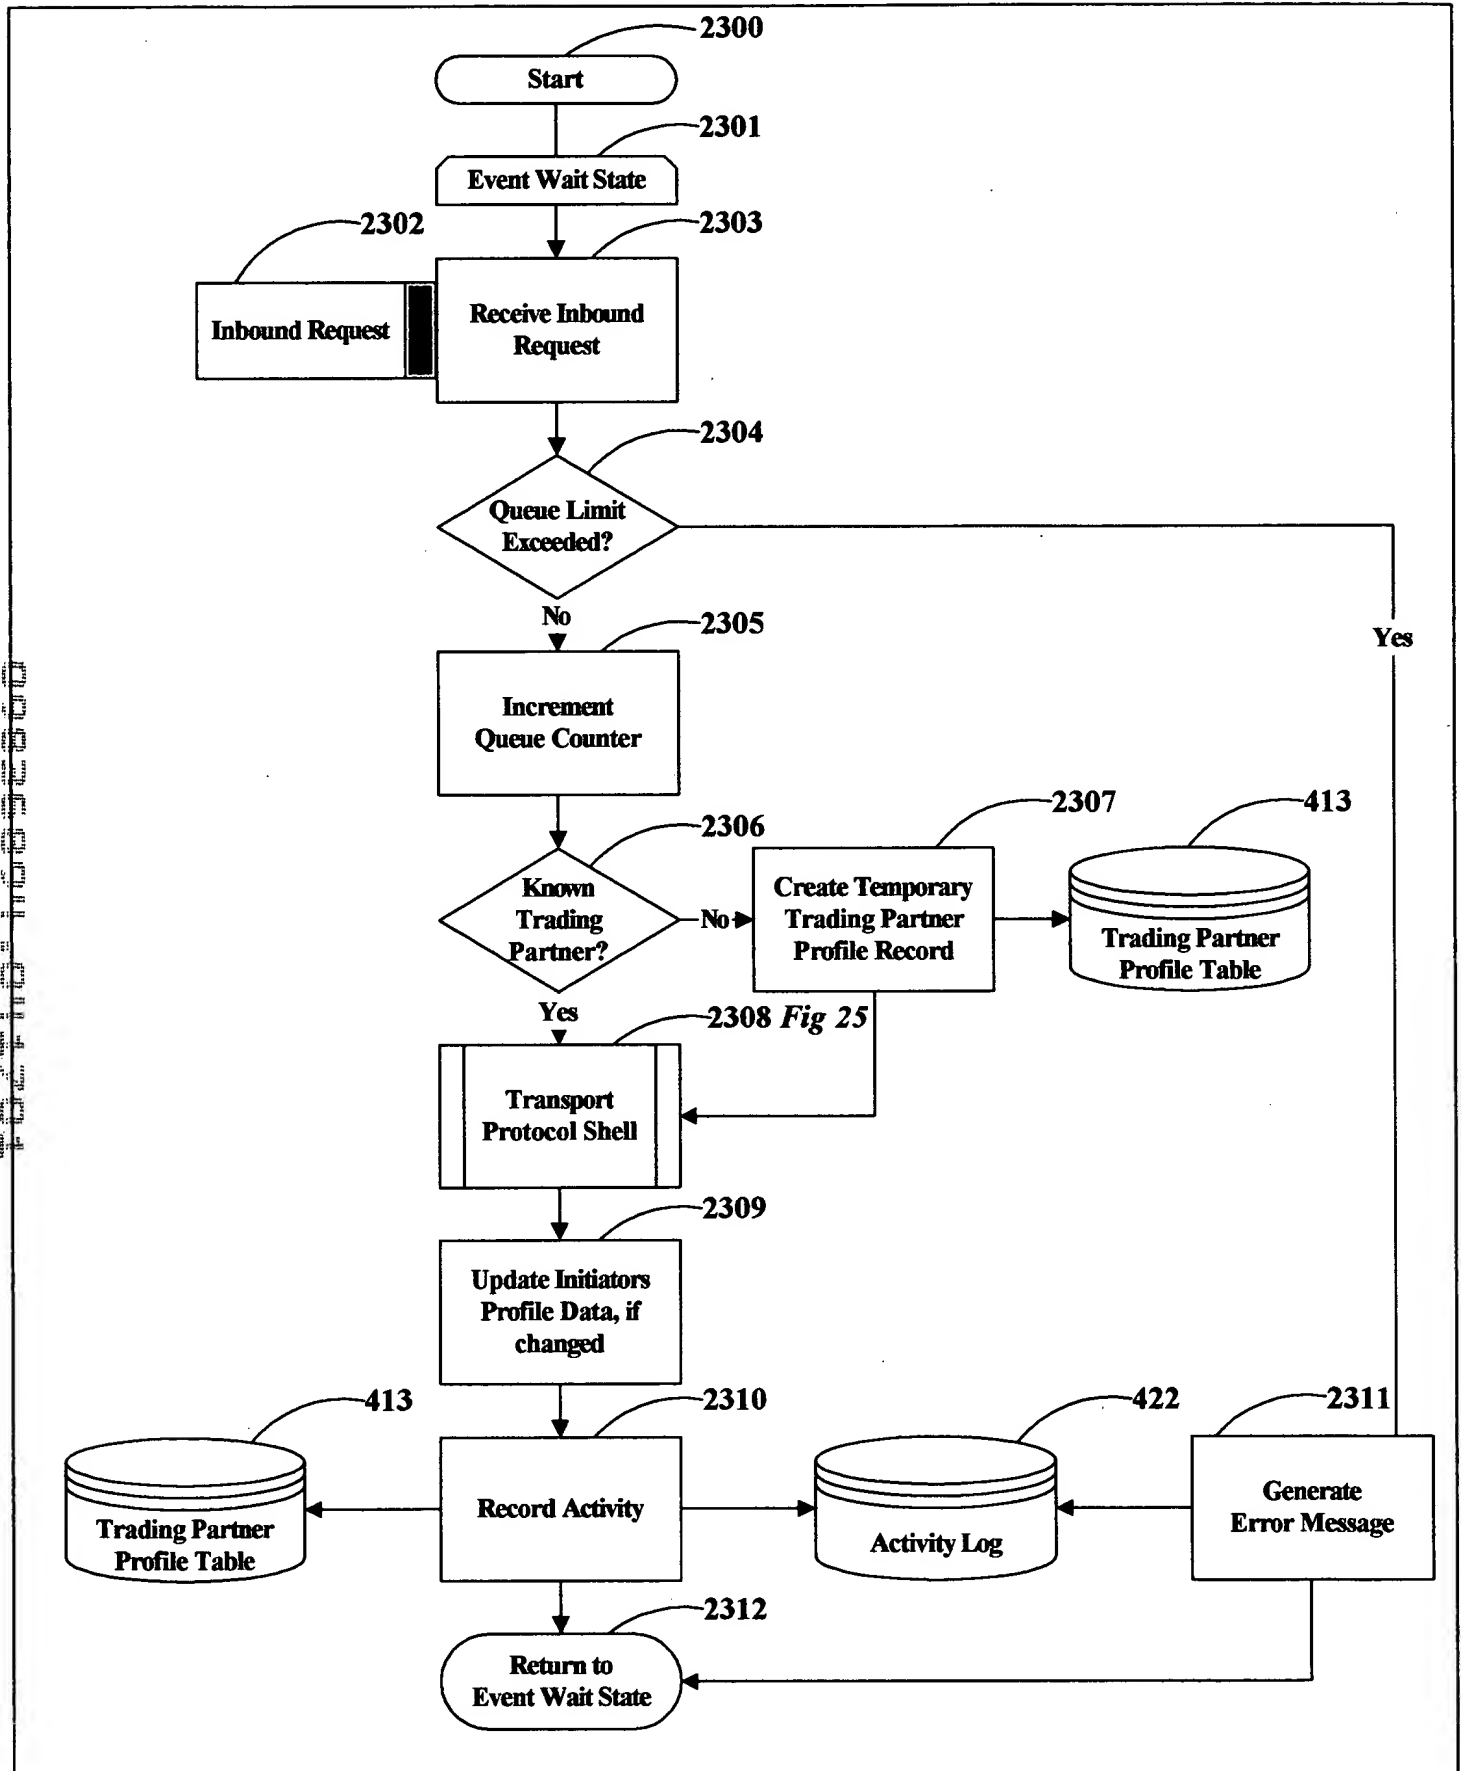 2300
Start
2301
Event Wait State
2302
2303
Inbound Request
Receive Inbound
Request
2304
Queue Limit
Exceeded?
No
2305
Yes
Increment
Queue Counter
2306
2307
413
Known
Trading
Partner?
No
Create Temporary
Trading Partner
Profile Record
Trading Partner
Profile Table
Yes
2308 Fig 25
Transport
Protocol Shell
2309
Update Initiators
Profile Data, if
changed
413
2310
422
2311
Trading Partner
Profile Table
Record Activity
Activity Log
Generate
Error Message
2312
Return to
Event Wait State